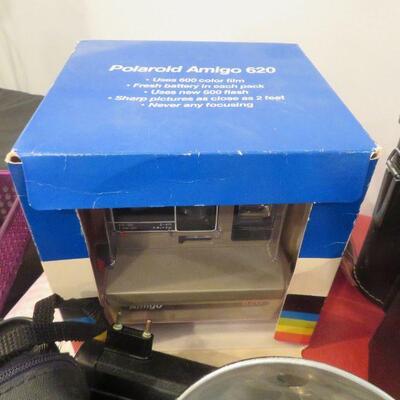 Polaroid Amigo 620
• Uses 600 color film
• Fresh battery in each pack
• Uses new 600 flash
• Sharp pictures as close as 2 feet
• Never any focusing
Amigo